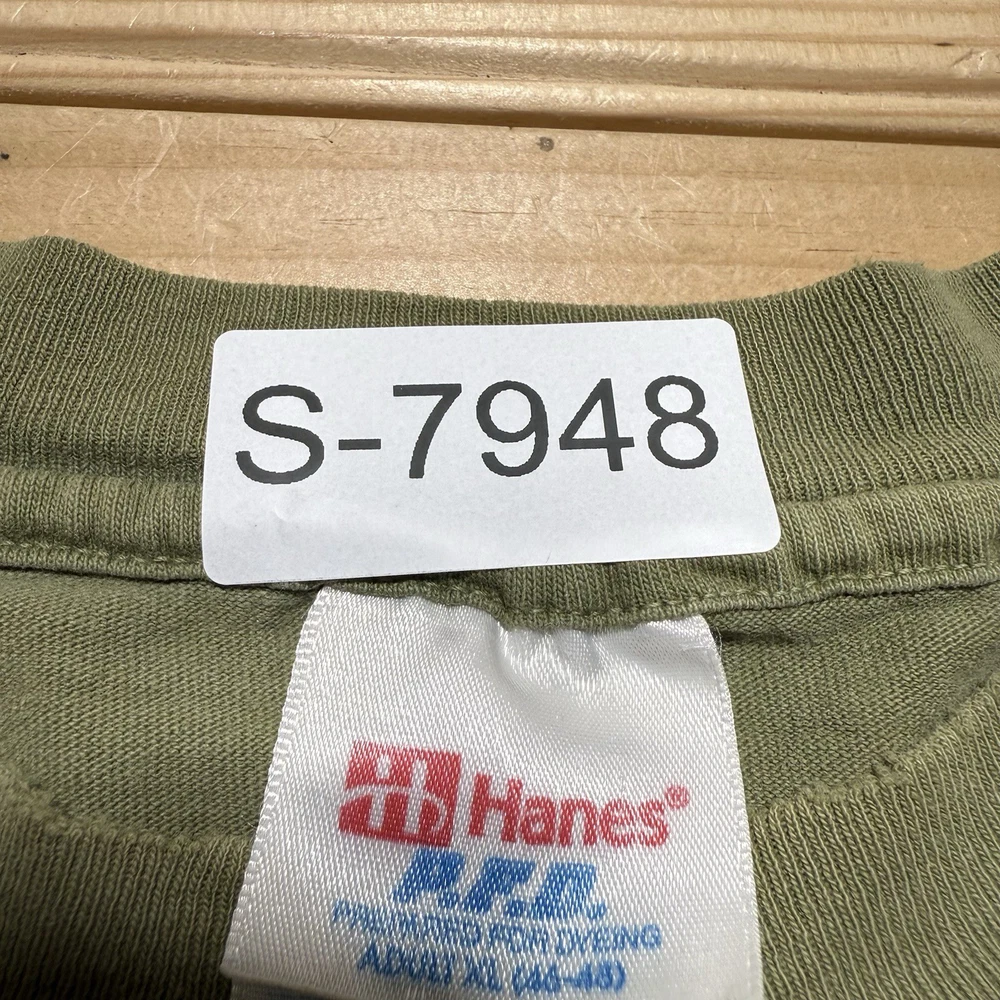 S-7948
Hanes®
P.F.D.
PREPARED FOR DYEING
ADULT XL (46-48)